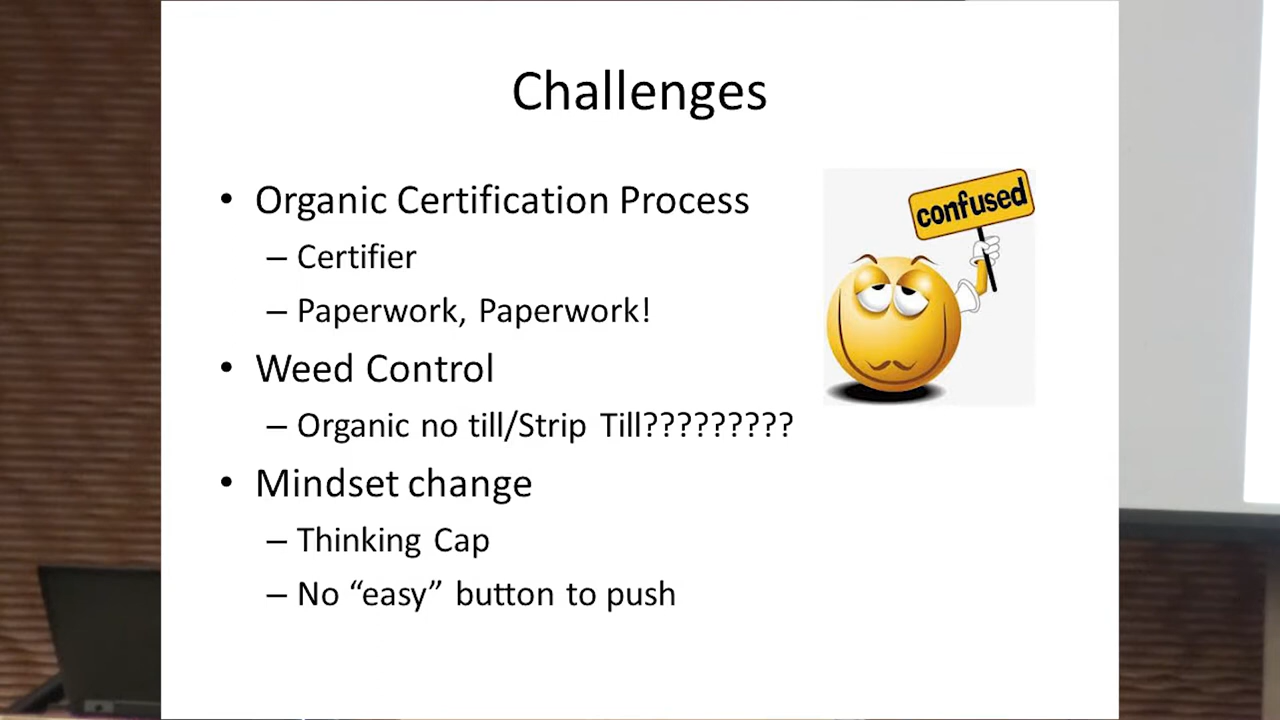 Challenges
• Organic Certification Process
– Certifier
– Paperwork, Paperwork!
• Weed Control
– Organic no till/Strip Till?????????
• Mindset change
– Thinking Cap
– No “easy” button to push
confused